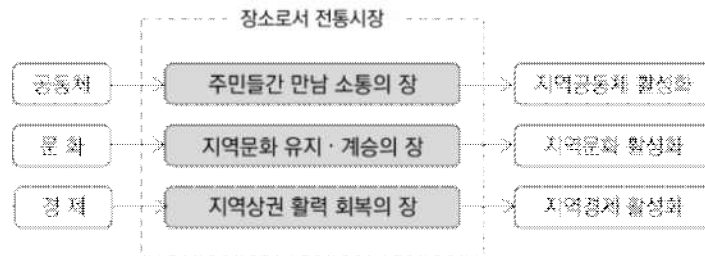 장소로서 전통시장
공동체 주민들간 만남 소통의 장 지역공동체 활성화
문 화 지역문화 유지 · 계승의 장 지역문화 활성화
경 제 지역상권 활력 회복의 장 지역경제 활성화